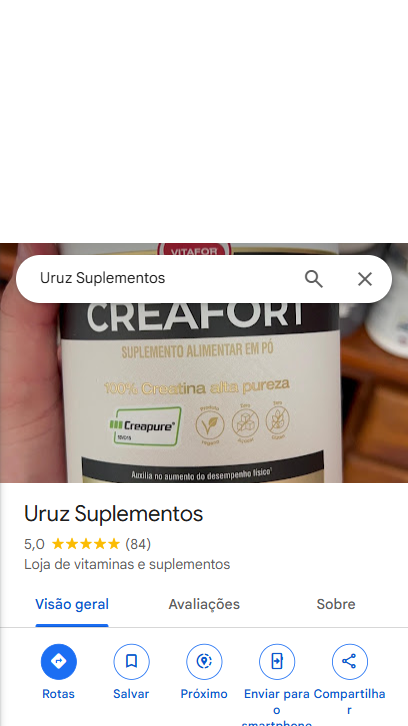 VITAFOR
Uruz Suplementos
CREAFORT
SUPLEMENTO ALIMENTAR EM PÓ
100% Creatina alta pureza
Creapure®
Auxilia no aumento do desempenho físico¹
Uruz Suplementos
5,0 (84)
Loja de vitaminas e suplementos
Visão geral Avaliações Sobre
Rotas Salvar Próximo Enviar para o smartphone Compartilhar